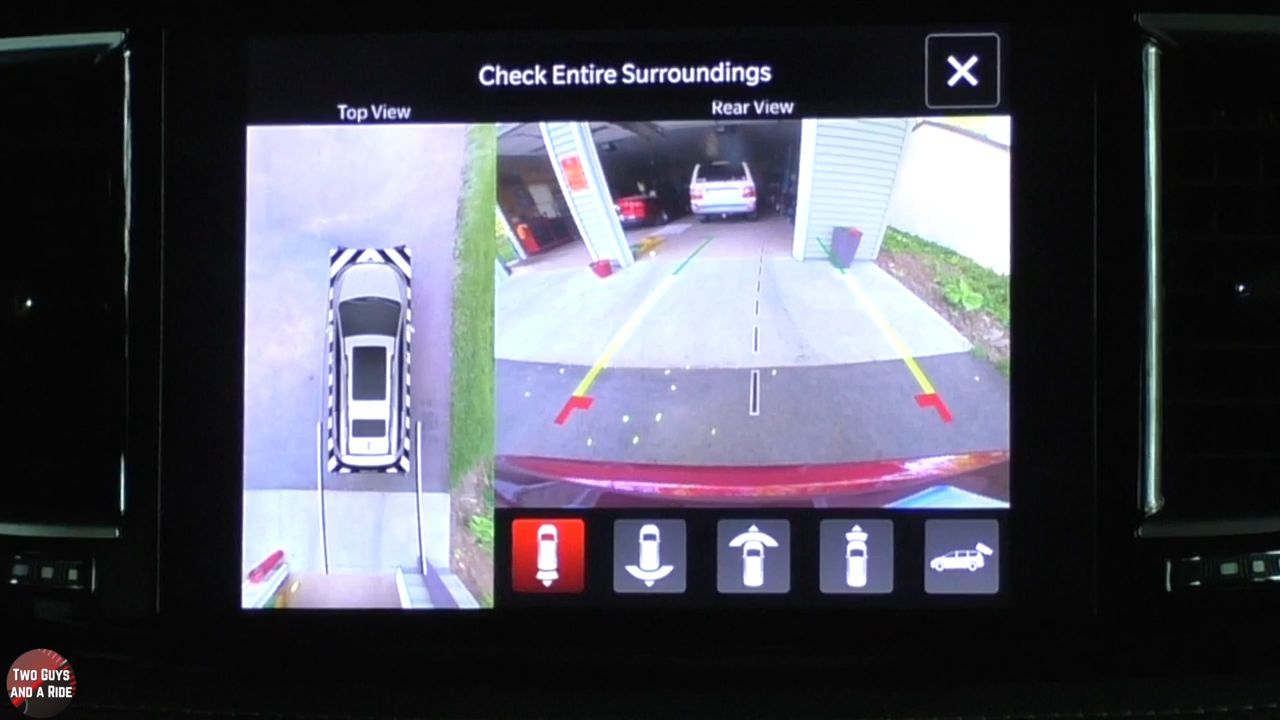 Check Entire Surroundings
Top View
Rear View
TWO GUYS
AND A RIDE